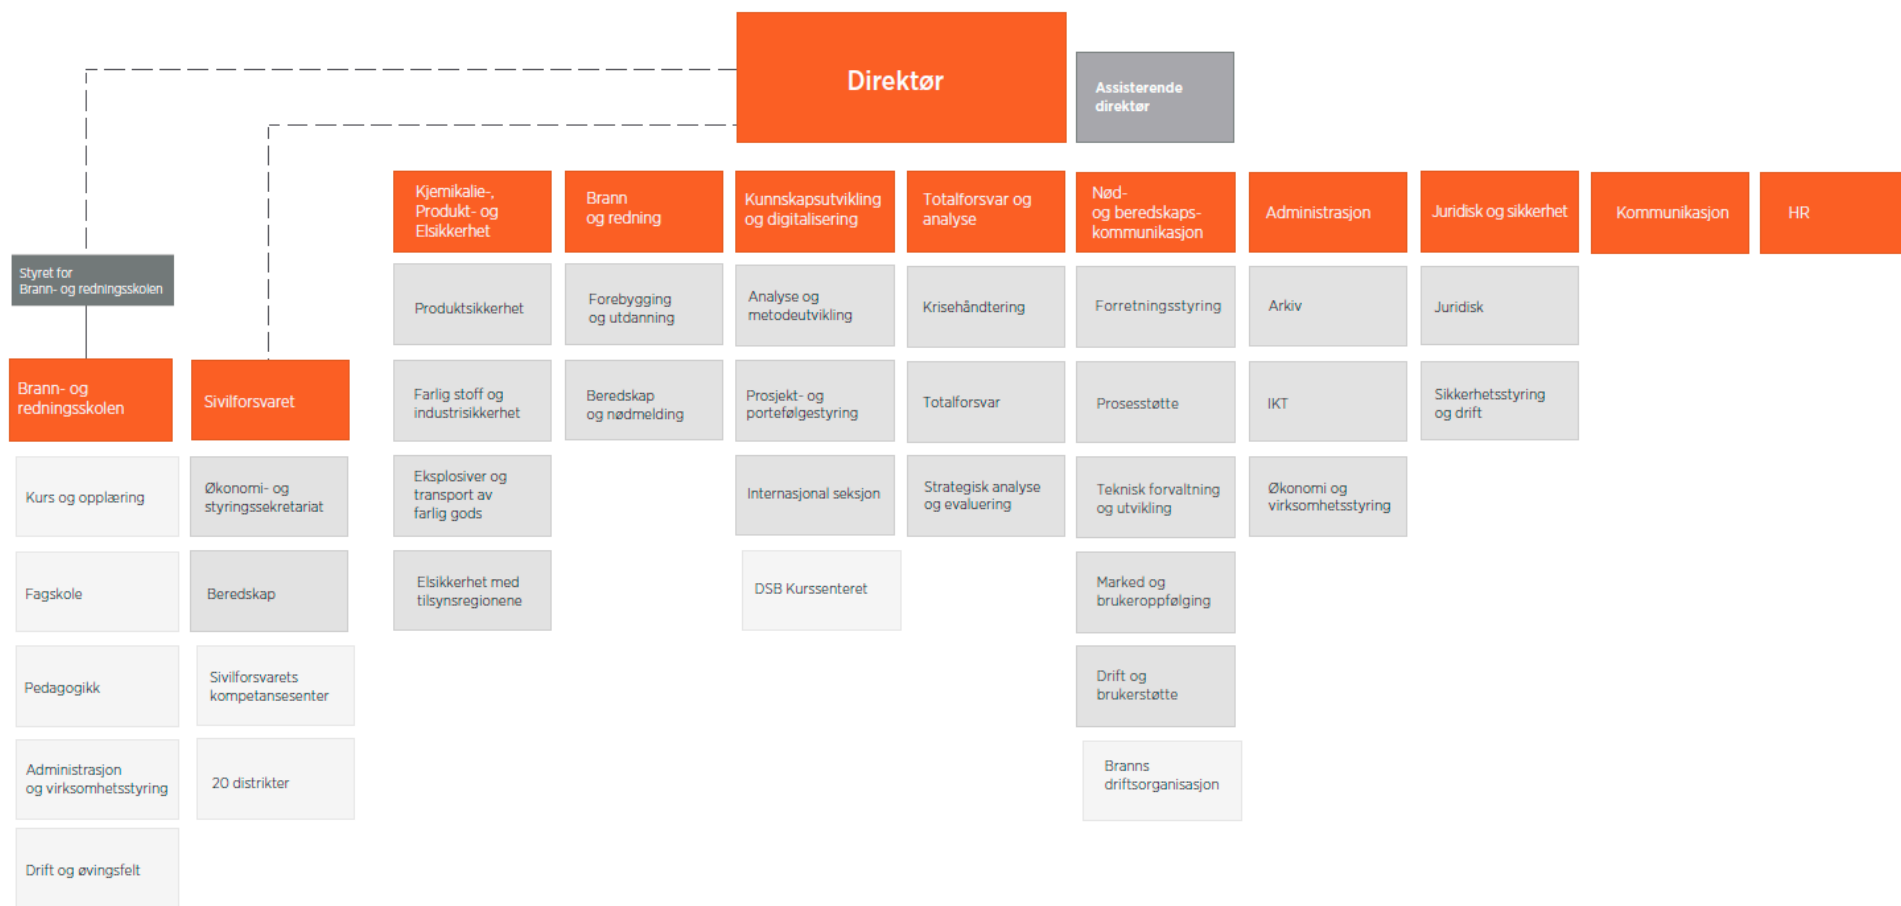 Direktør
Assisterende
direktør
Styret for
Brann- og redningsskolen
Brann- og
redningsskolen
Kurs og opplæring
Fagskole
Pedagogikk
Administrasjon
og virksomhetsstyring
Drift og øvingsfelt
Sivilforsvaret
Økonomi- og
styringssekretariat
Beredskap
Sivilforsvarets
kompetansesenter
20 distrikter
Kjemikalie-,
Produkt- og
Elsikkerhet
Produktsikkerhet
Farlig stoff og
industrisikkerhet
Eksplosiver og
transport av
farlig gods
Elsikkerhet med
tilsynsregionene
Brann
og redning
Forebygging
og utdanning
Beredskap
og nødmelding
Kunnskapsutvikling
og digitalisering
Analyse og
metodeutvikling
Prosjekt- og
portefølgestyring
Internasjonal seksjon
DSB Kurssenteret
Totalforsvar og
analyse
Krisehåndtering
Totalforsvar
Strategisk analyse
og evaluering
Nød-
og beredskaps-
kommunikasjon
Forretningsstyring
Prosesstøtte
Teknisk forvaltning
og utvikling
Marked og
brukeroppfølging
Drift og
brukerstøtte
Branns
driftsorganisasjon
Administrasjon
Arkiv
IKT
Økonomi og
virksomhetsstyring
Juridisk og sikkerhet
Juridisk
Sikkerhetsstyring
og drift
Kommunikasjon
HR